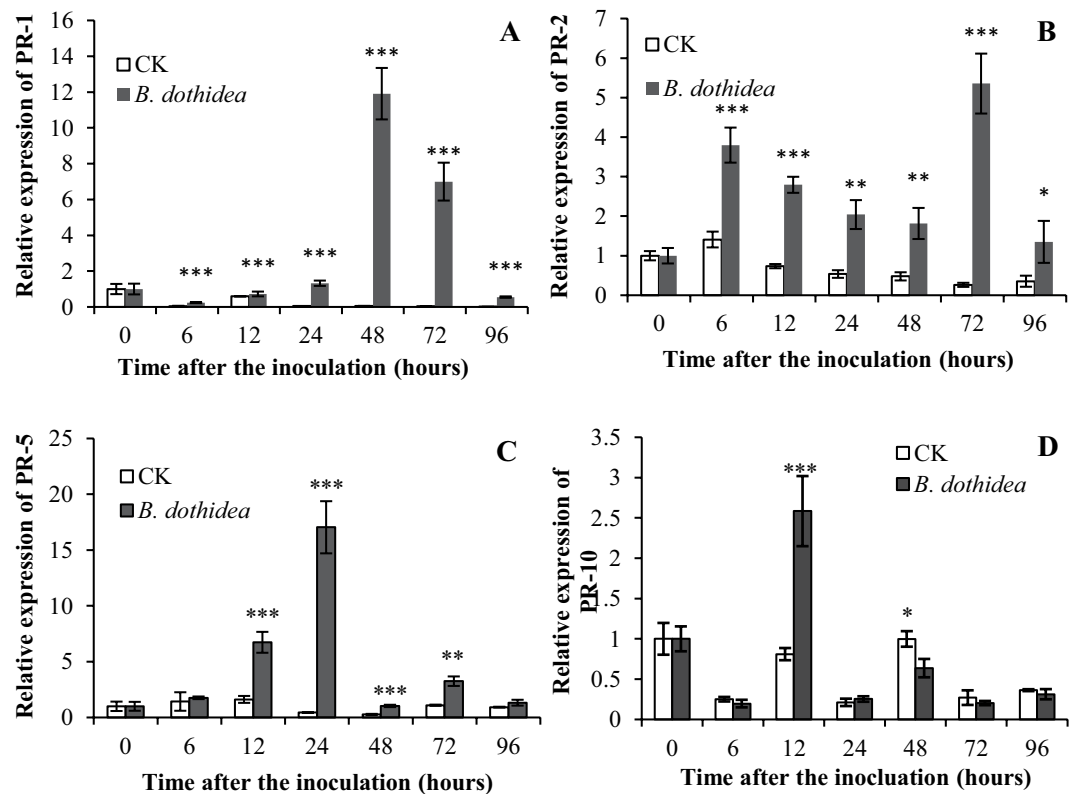 A
Relative expression of PR-1
16
14
12
10
8
6
4
2
0
CK
B. dothidea
***
***
***
***
***
***
0 6 12 24 48 72 96
Time after the inoculation (hours)
B
Relative expression of PR-2
7
6
5
4
3
2
1
0
CK
B. dothidea
***
***
**
**
***
*
0 6 12 24 48 72 96
Time after the inoculation (hours)
C
Relative expression of PR-5
25
20
15
10
5
0
CK
B. dothidea
***
***
***
**
0 6 12 24 48 72 96
Time after the inoculation (hours)
D
Relative expression of
PR-10
3.5
3
2.5
2
1.5
1
0.5
0
CK
B. dothidea
***
*
0 6 12 24 48 72 96
Time after the inocluation (hours)